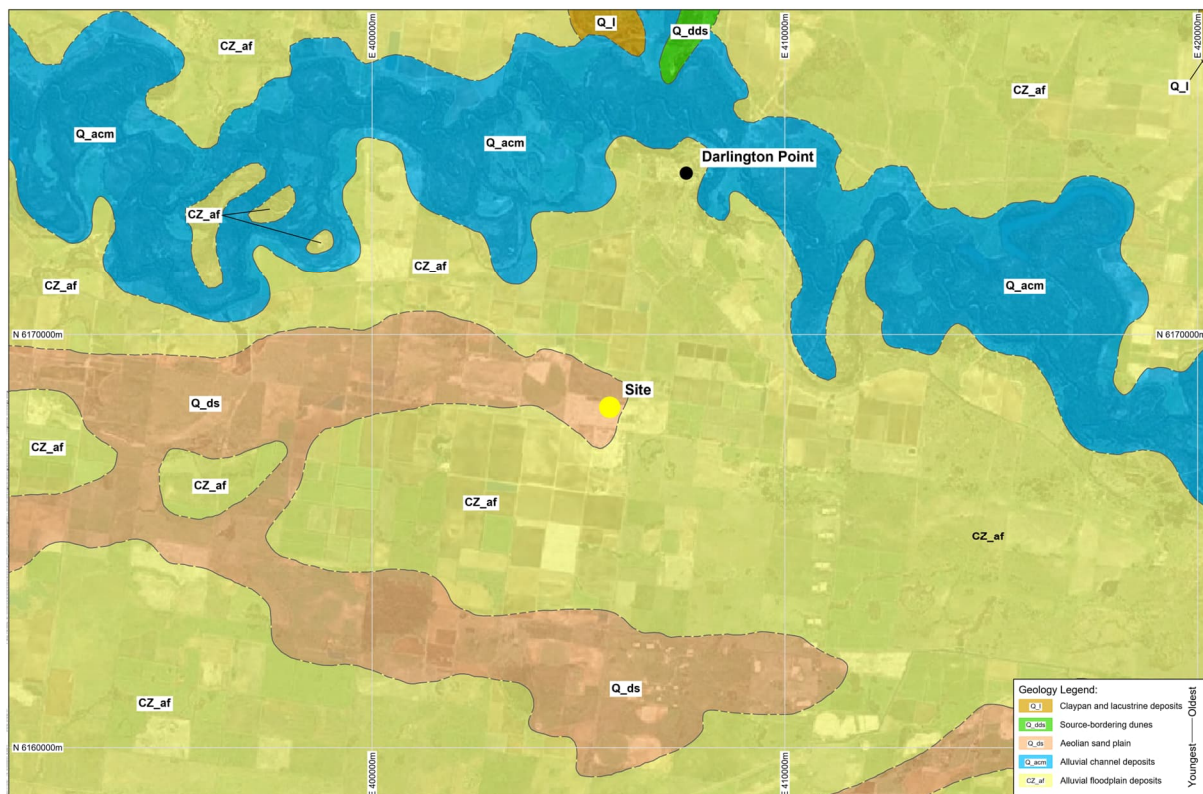 E 400000m
E 410000m
E 420000m
Q_l
Q_dds
CZ_af
CZ_af
Q_l
Q_acm
Q_acm
Darlington Point
CZ_af
CZ_af
CZ_af
Q_acm
N 6170000m
N 6170000m
Site
Q_ds
CZ_af
CZ_af
CZ_af
CZ_af
Q_ds
CZ_af
N 6160000m
E 400000m
E 410000m
Geology Legend:
Q_l Claypan and lacustrine deposits
Q_dds Source-bordering dunes
Q_ds Aeolian sand plain
Q_acm Alluvial channel deposits
CZ_af Alluvial floodplain deposits
Youngest Oldest